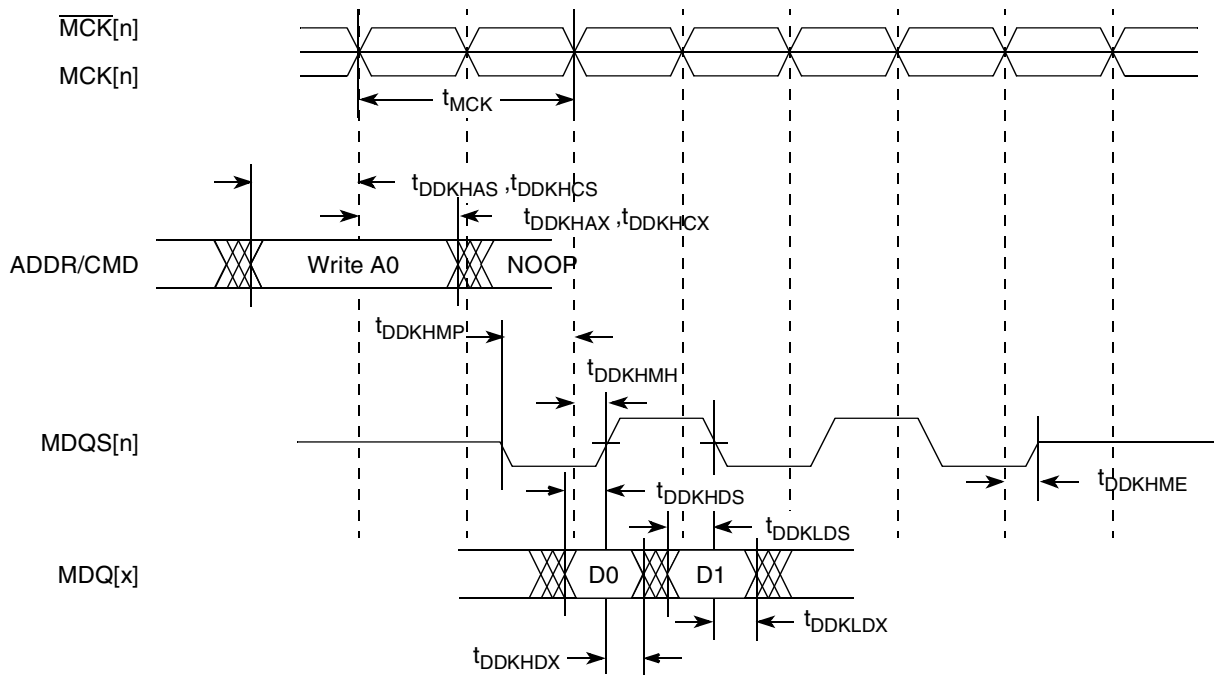 MCK[n]
MCK[n]
tMCK
tDDKHAS ,tDDKHCS
tDDKHAX ,tDDKHCX
ADDR/CMD
Write A0
NOOP
tDDKHMP
tDDKHMH
MDQS[n]
tDDKHME
tDDKHDS
tDDKLDS
MDQ[x]
D0
D1
tDDKLDX
tDDKHDX